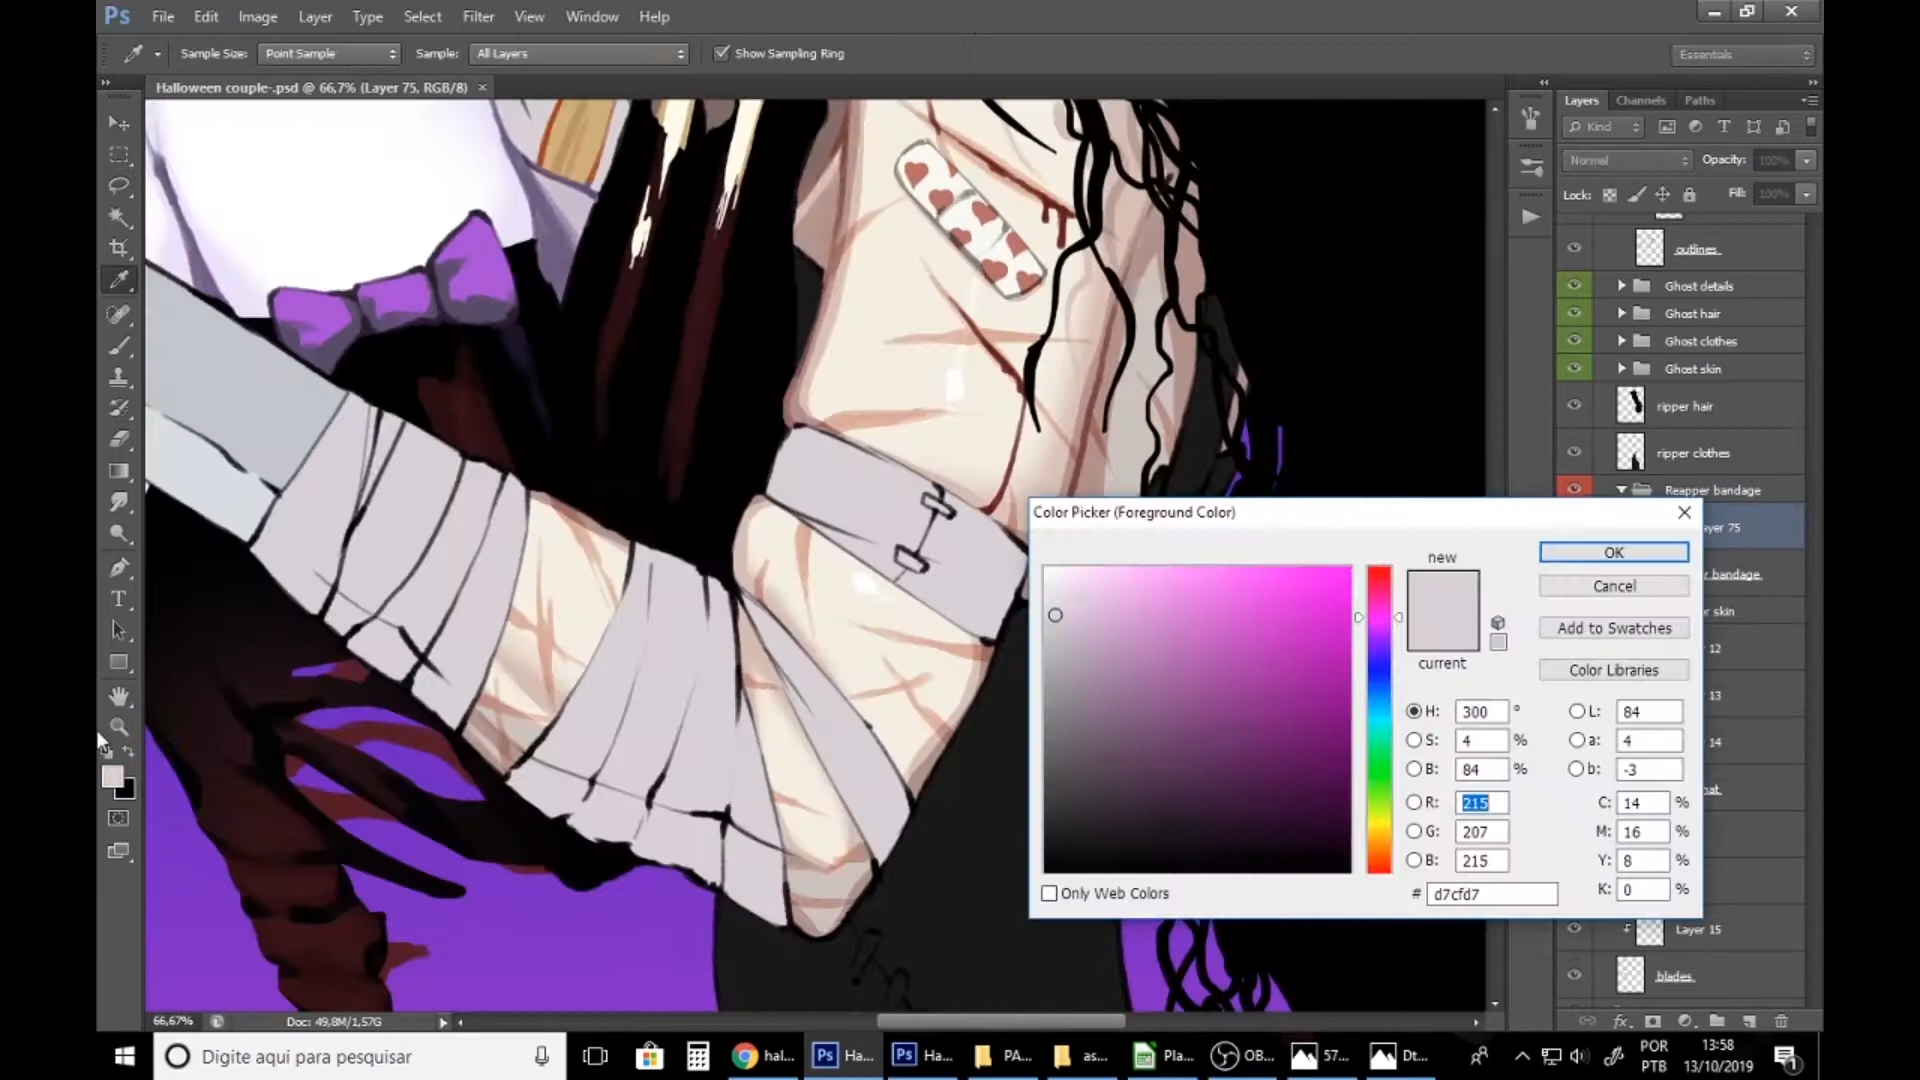 Ps File Edit Image Layer Type Select Filter View Window Help
Sample Size: Point Sample Sample: All Layers Show Sampling Ring Essentials
Halloween couple-.psd @ 66,7% (Layer 75, RGB/8) ×
Layers Channels Paths
Kind
Normal Opacity: 100%
Lock: Fill: 100%
outlines
Ghost details
Ghost hair
Ghost clothes
Ghost skin
ripper hair
ripper clothes
Reapper bandage
ayer 75
r bandage
r skin
12
13
14
hat
Layer 15
blades
Color Picker (Foreground Color)
new
current
OK
Cancel
Add to Swatches
Color Libraries
H: 300 ° L: 84
S: 4 % a: 4
B: 84 % b: -3
R: 215 C: 14 %
G: 207 M: 16 %
B: 215 Y: 8 %
# d7cfd7 K: 0 %
Only Web Colors
66,67% Doc: 49,8M/1,57G
Digite aqui para pesquisar
hal... Ha... Ha... PA... as... Pla... OB... 57... Dt...
POR
PTB
13:58
13/10/2019
1